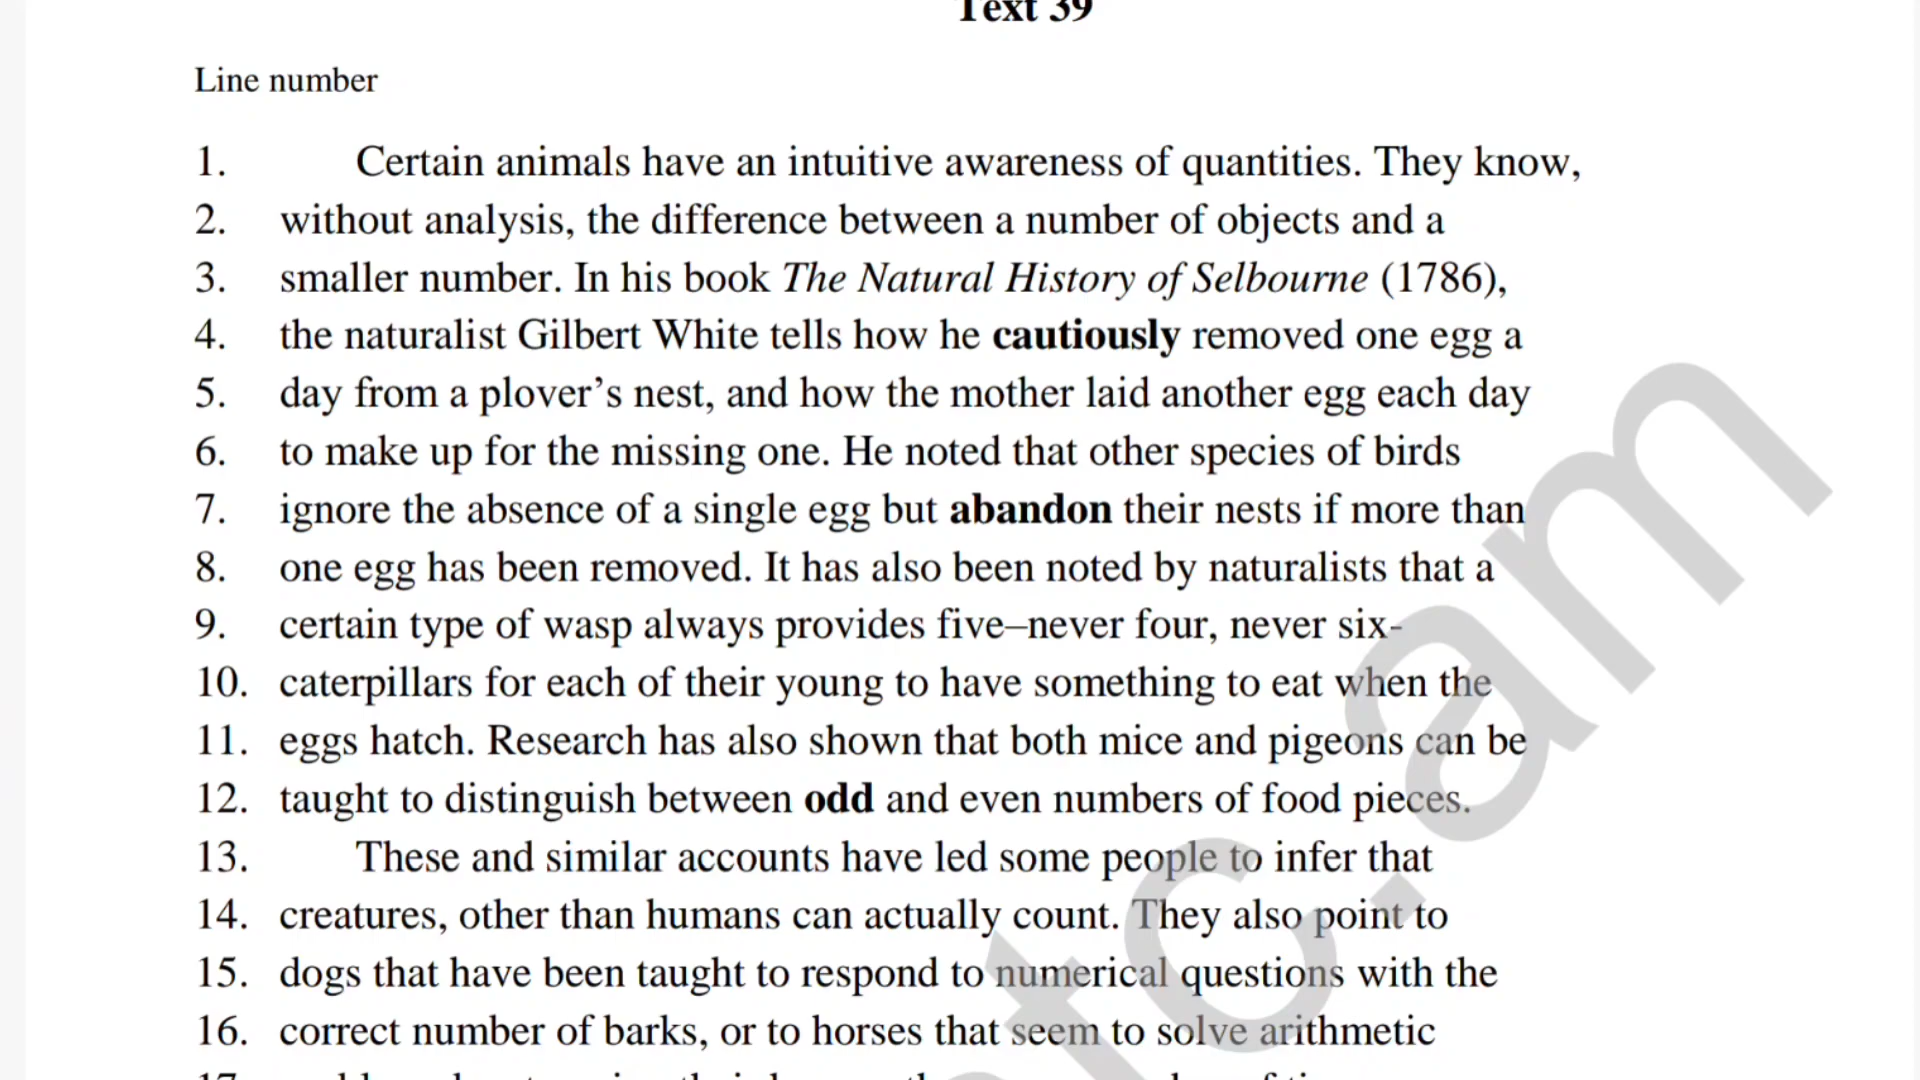 Text 39
Line number
1. Certain animals have an intuitive awareness of quantities. They know,
2. without analysis, the difference between a number of objects and a
3. smaller number. In his book The Natural History of Selbourne (1786),
4. the naturalist Gilbert White tells how he cautiously removed one egg a
5. day from a plover’s nest, and how the mother laid another egg each day
6. to make up for the missing one. He noted that other species of birds
7. ignore the absence of a single egg but abandon their nests if more than
8. one egg has been removed. It has also been noted by naturalists that a
9. certain type of wasp always provides five–never four, never six-
10. caterpillars for each of their young to have something to eat when the
11. eggs hatch. Research has also shown that both mice and pigeons can be
12. taught to distinguish between odd and even numbers of food pieces.
13. These and similar accounts have led some people to infer that
14. creatures, other than humans can actually count. They also point to
15. dogs that have been taught to respond to numerical questions with the
16. correct number of barks, or to horses that seem to solve arithmetic
tc.am